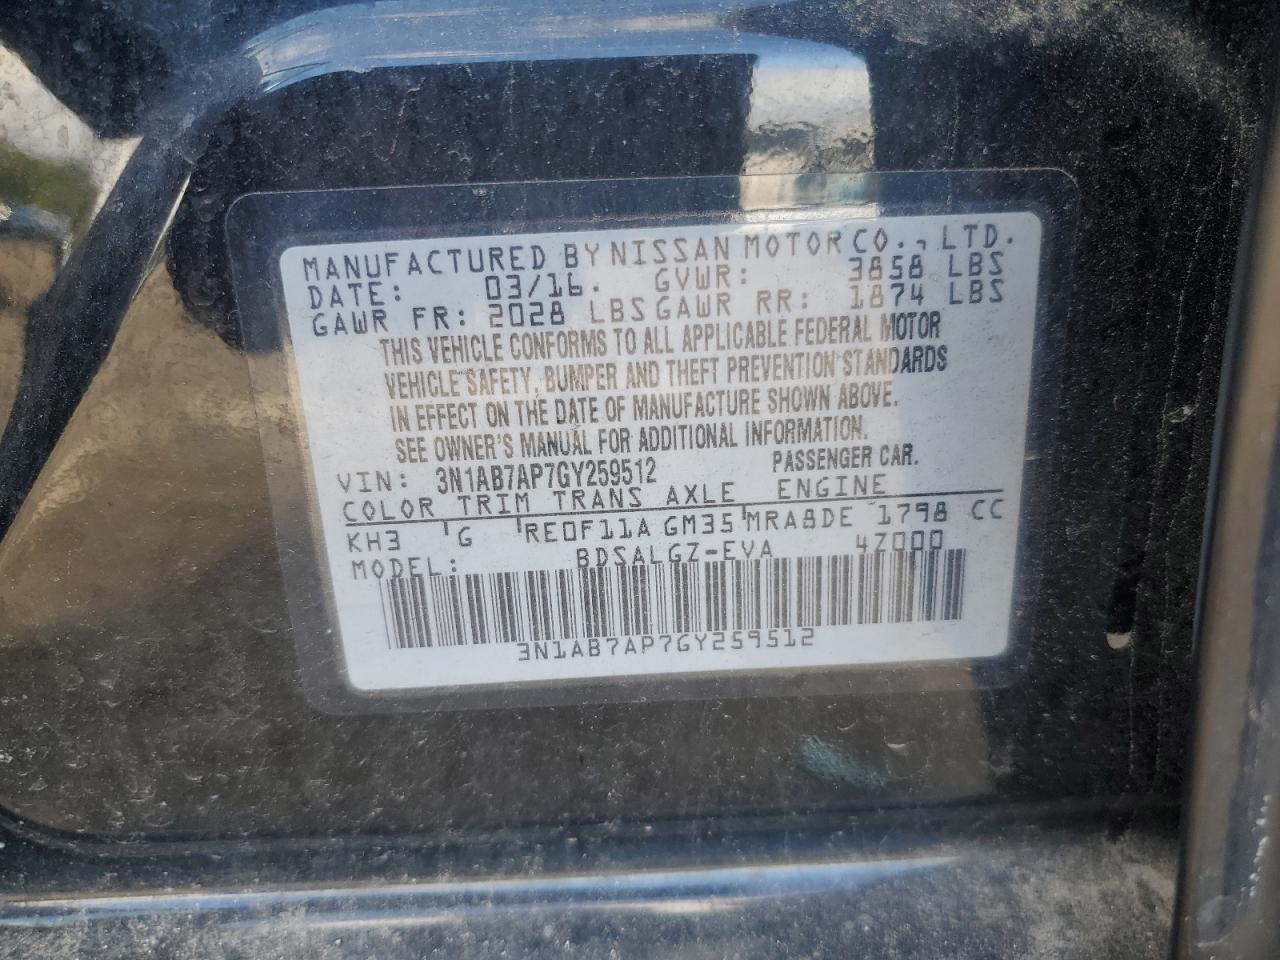 MANUFACTURED BY NISSAN MOTOR CO., LTD.
DATE: 03/16. GVWR: 3858 LBS
GAWR FR: 2028 LBS GAWR RR: 1874 LBS
THIS VEHICLE CONFORMS TO ALL APPLICABLE FEDERAL MOTOR
VEHICLE SAFETY, BUMPER AND THEFT PREVENTION STANDARDS
IN EFFECT ON THE DATE OF MANUFACTURE SHOWN ABOVE.
SEE OWNER'S MANUAL FOR ADDITIONAL INFORMATION.
VIN: 3N1AB7AP7GY259512 PASSENGER CAR.
COLOR TRIM TRANS AXLE ENGINE
KH3 G RE0F11A GM35 MRA8DE 1798 CC
MODEL: BDSALGZ-EVA 47000
3N1AB7AP7GY259512